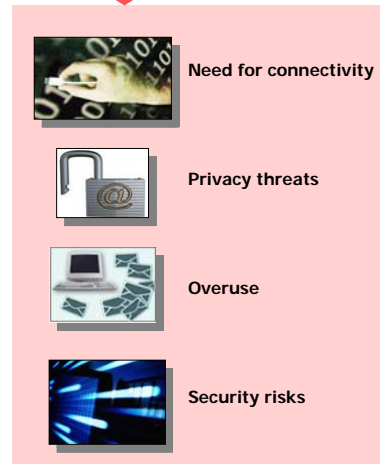 Need for connectivity
Privacy threats
@
Overuse
Security risks